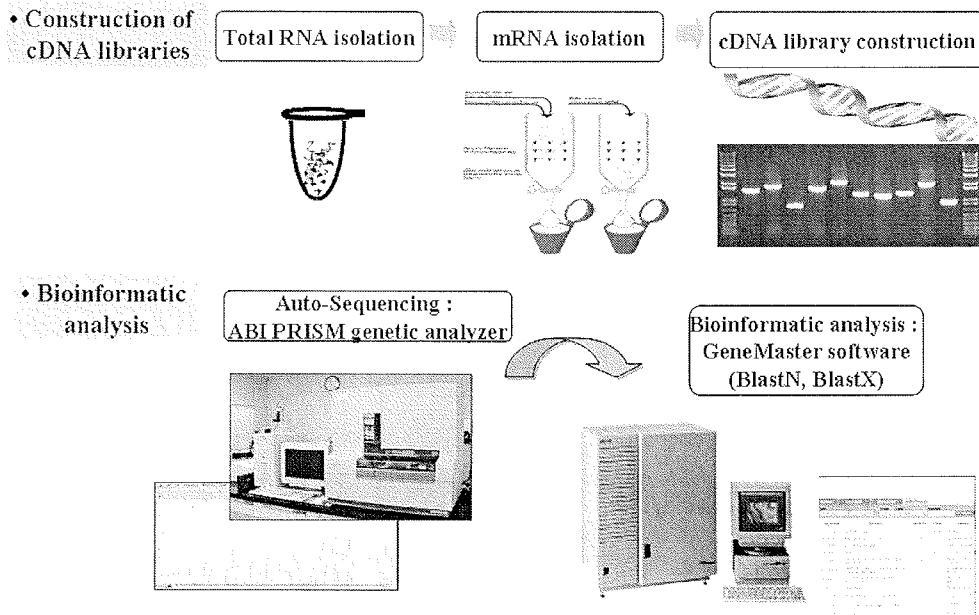 • Construction of
cDNA libraries
Total RNA isolation
mRNA isolation
cDNA library construction
• Bioinformatic
analysis
Auto-Sequencing :
ABI PRISM genetic analyzer
Bioinformatic analysis :
GeneMaster software
(BlastN, BlastX)